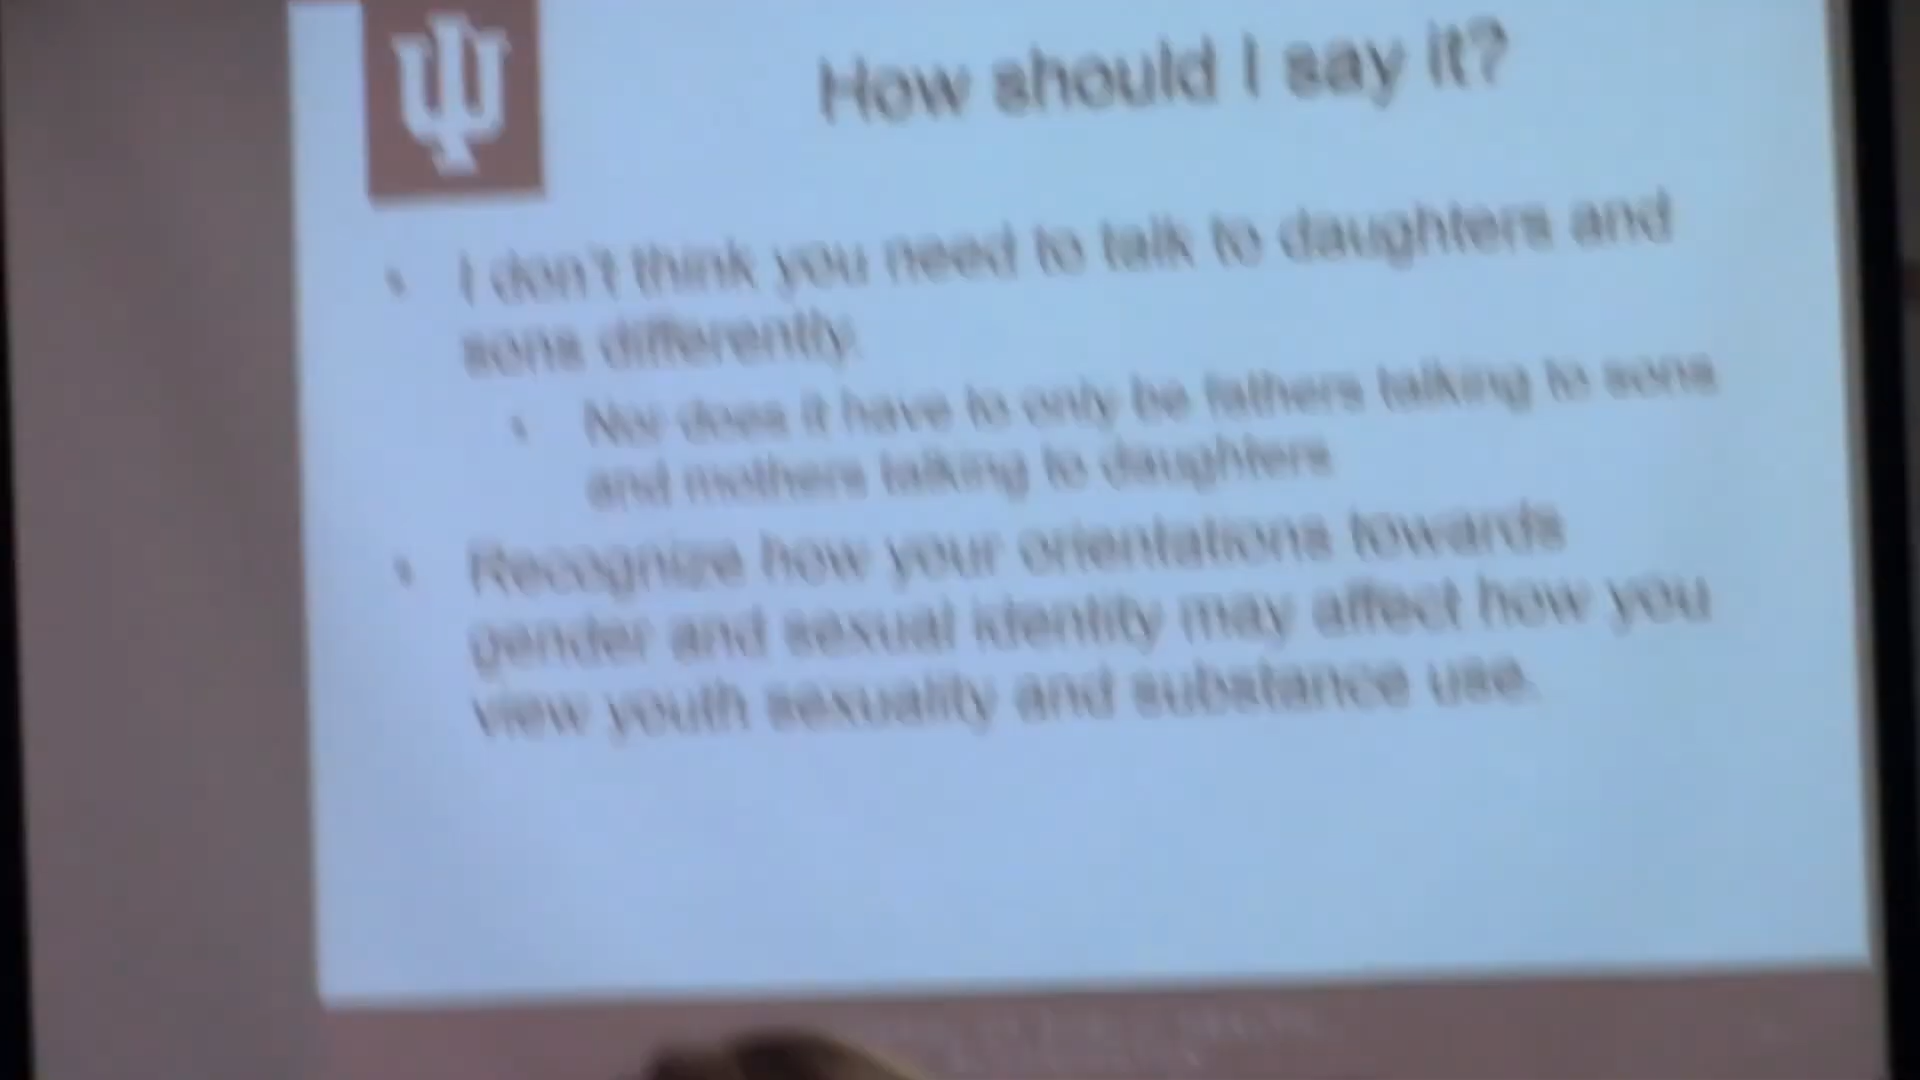 How should I say it?
I don't think you need to talk to daughters and
sons differently.
Nor does it have to only be fathers talking to sons
and mothers talking to daughters
Recognize how your orientations towards
gender and sexual identity may affect how you
view youth sexuality and substance use.